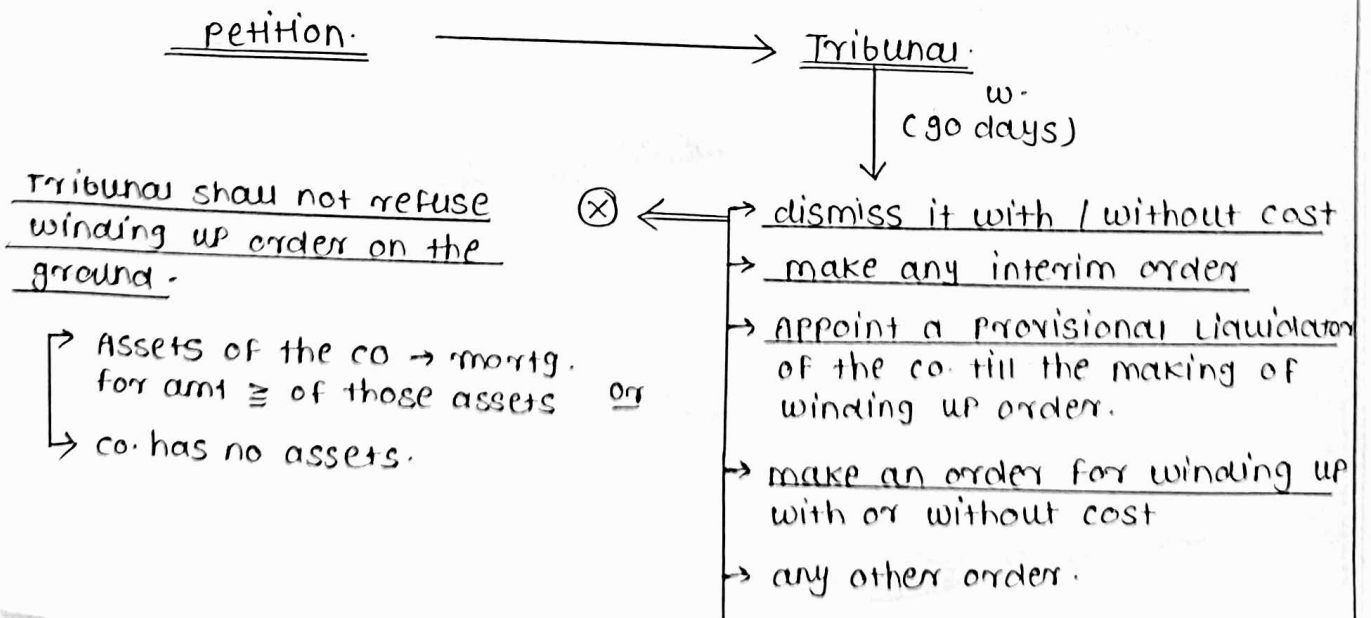 Petition.
Tribunal.
w.
(90 days)
Tribunal shall not refuse
winding up order on the
ground.
Assets of the co → mortg.
for amt ≥ of those assets or
co. has no assets.
dismiss it with / without cost
make any interim order
Appoint a Provisional Liquidator
of the co. till the making of
winding up order.
make an order for winding up
with or without cost
any other order.